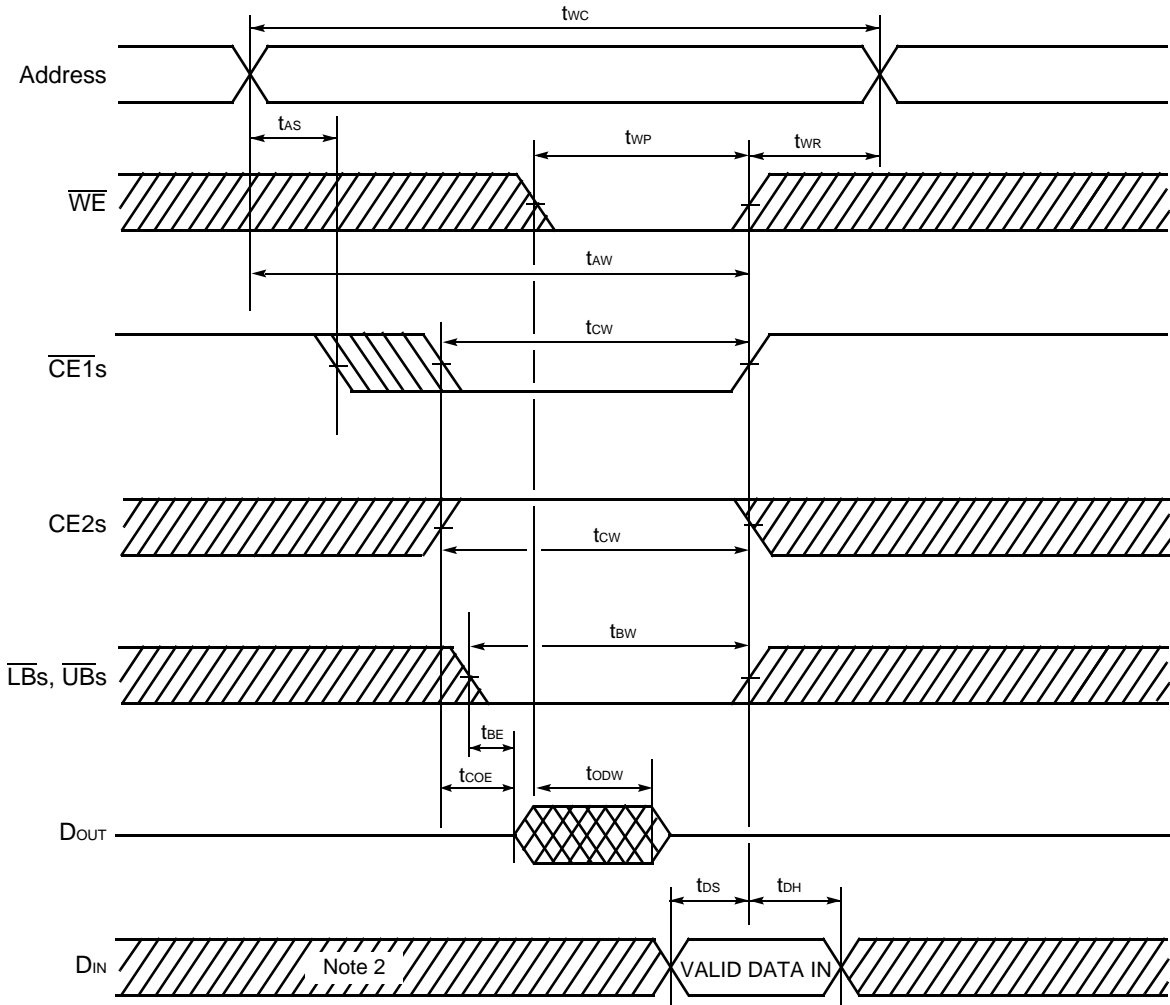 tWC
Address
tAS
tWP
tWR
WE
tAW
tCW
CE1s
CE2s
tCW
tBW
LBs, UBs
tBE
tCOE
tODW
DOUT
tDS
tDH
DIN
Note 2
VALID DATA IN